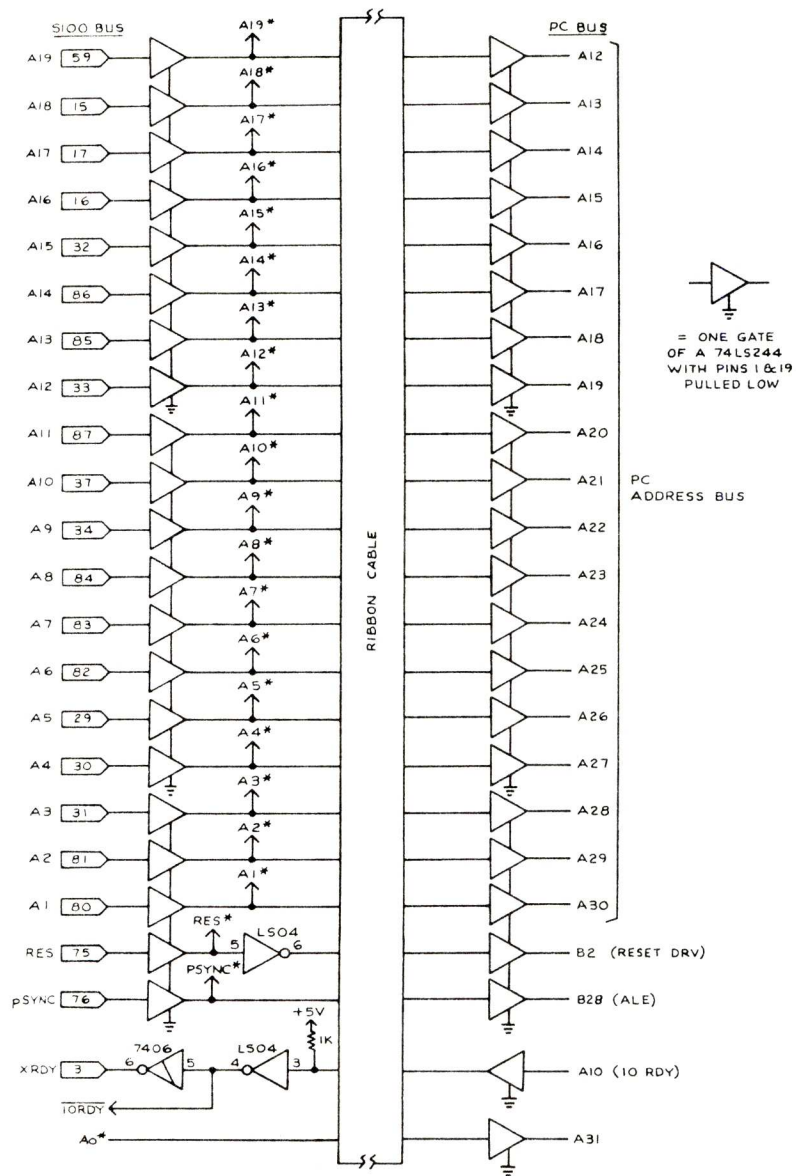 S100 BUS
PC BUS
A19*
A19 59 A12
A18*
A18 15 A13
A17*
A17 17 A14
A16*
A16 16 A15
A15*
A15 32 A16
A14*
A14 86 A17
A13*
A13 85 A18
A12*
A12 33 A19
A11*
A11 87 A20
A10*
A10 37 A21
A9*
A9 34 A22
A8*
A8 84 A23
A7*
A7 83 A24
A6*
A6 82 A25
A5*
A5 29 A26
A4*
A4 30 A27
A3*
A3 31 A28
A2*
A2 81 A29
A1*
A1 80 A30
RIBBON CABLE
PC
ADDRESS BUS
= ONE GATE
OF A 74LS244
WITH PINS 1&19
PULLED LOW
RES* LS04
RES 75 5 6 B2 (RESET DRV)
PSYNC*
pSYNC 76 B28 (ALE)
+5V
1K
7406 LS04
XRDY 3 6 5 4 3 A10 (IO RDY)
IORDY
A0* A31